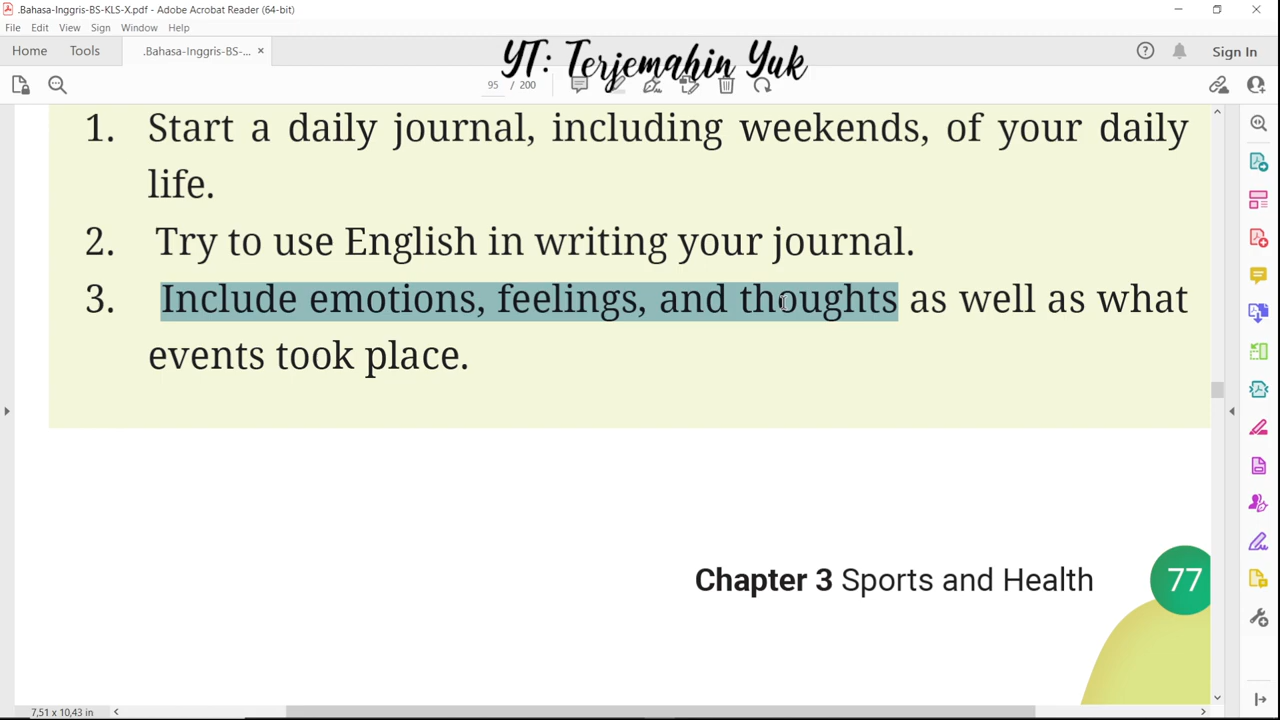 .Bahasa-Inggris-BS-KLS-X.pdf - Adobe Acrobat Reader (64-bit)
File Edit View Sign Window Help
Home Tools .Bahasa-Inggris-BS-... × Sign In
YT: Terjemahin Yuk
95 / 200
1. Start a daily journal, including weekends, of your daily
life.
2. Try to use English in writing your journal.
3. Include emotions, feelings, and thoughts as well as what
events took place.
Chapter 3 Sports and Health 77
7,51 x 10,43 in